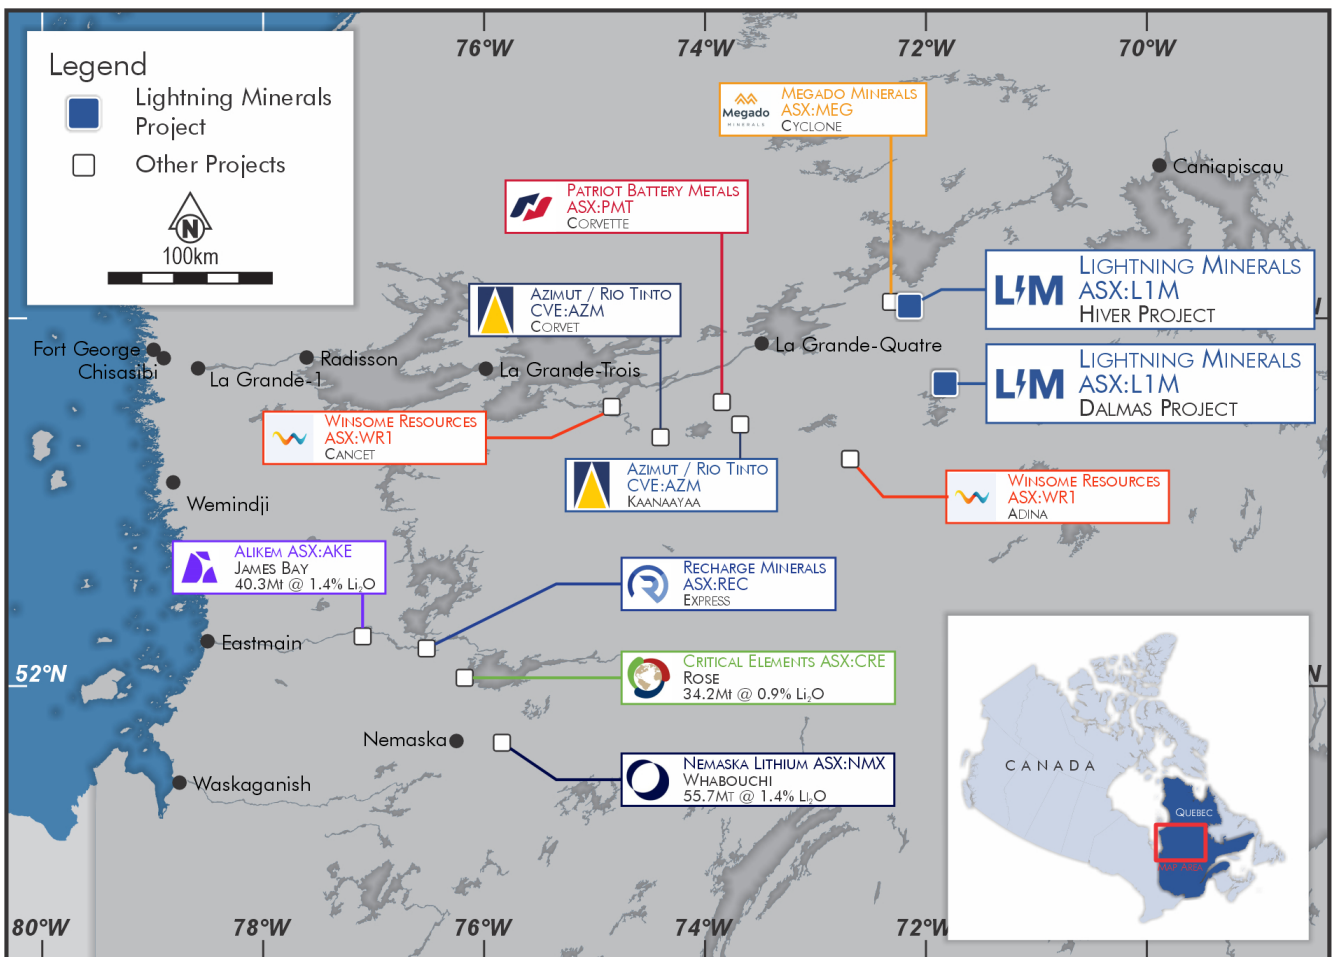 76°W
74°W
72°W
70°W
Legend
Lightning Minerals
Project
Other Projects
N
100km
Megado
MINERALS
MEGADO MINERALS
ASX:MEG
CYCLONE
Caniapiscau
PATRIOT BATTERY METALS
ASX:PMT
CORVETTE
LIM
LIGHTNING MINERALS
ASX:L1M
HIVER PROJECT
AZIMUT / RIO TINTO
CVE:AZM
CORVET
N
Fort George
Chisasibi
La Grande-1
Radisson
La Grande-Trois
La Grande-Quatre
LIM
LIGHTNING MINERALS
ASX:L1M
DALMAS PROJECT
WINSOME RESOURCES
ASX:WR1
CANCET
AZIMUT / RIO TINTO
CVE:AZM
KAANAAYAA
WINSOME RESOURCES
ASX:WR1
ADINA
Wemindji
ALIKEM ASX:AKE
JAMES BAY
40.3MT @ 1.4% LI₂O
RECHARGE MINERALS
ASX:REC
EXPRESS
Eastmain
52°N
N
CRITICAL ELEMENTS ASX:CRE
ROSE
34.2MT @ 0.9% LI₂O
Nemaska
NEMASKA LITHIUM ASX:NMX
WHABOUCHI
55.7MT @ 1.4% LI₂O
Waskaganish
CANADA
QUEBEC
MAP AREA
80°W
78°W
76°W
74°W
72°W